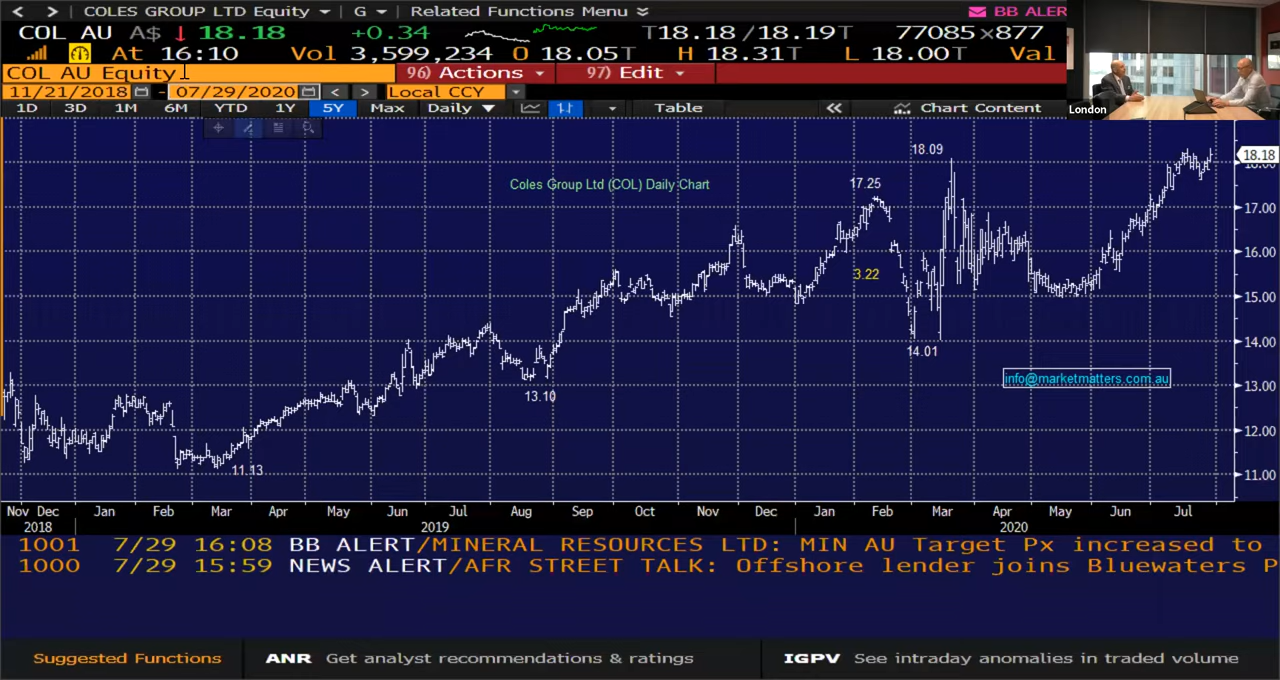 < > COLES GROUP LTD Equity G Related Functions Menu BB ALER
COL AU A$ 18.18 +0.34 T18.18/18.19T 77085×877
At 16:10 Vol 3,599,234 O 18.05T H 18.31T L 18.00T Val
COL AU Equity 96) Actions 97) Edit
11/21/2018 - 07/29/2020 < > Local CCY
1D 3D 1M 6M YTD 1Y 5Y Max Daily Table « Chart Content
London
18.09
18.18
Coles Group Ltd (COL) Daily Chart
17.25
17.00
16.00
3.22
15.00
14.00
14.01
info@marketmatters.com.au
13.00
13.10
12.00
11.13
11.00
Nov Dec Jan Feb Mar Apr May Jun Jul Aug Sep Oct Nov Dec Jan Feb Mar Apr May Jun Jul
2018 2019 2020
1001 7/29 16:08 BB ALERT/MINERAL RESOURCES LTD: MIN AU Target Px increased to
1000 7/29 15:59 NEWS ALERT/AFR STREET TALK: Offshore lender joins Bluewaters P
Suggested Functions ANR Get analyst recommendations & ratings IGPV See intraday anomalies in traded volume